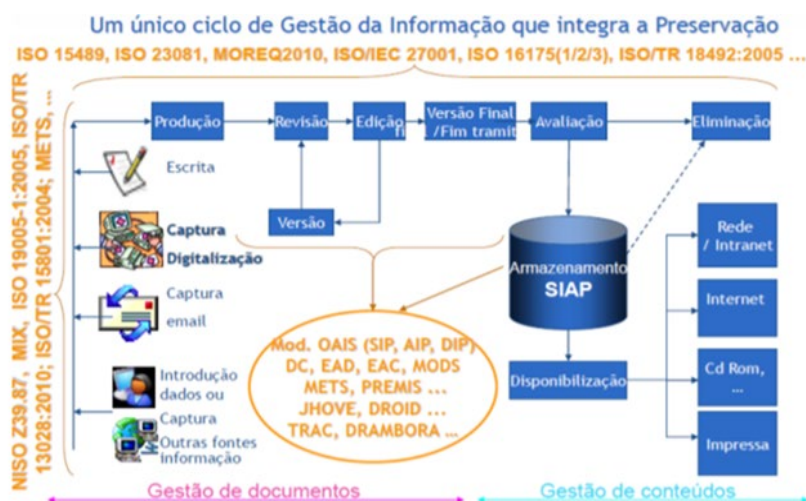 Um único ciclo de Gestão da Informação que integra a Preservação
ISO 15489, ISO 23081, MOREQ2010, ISO/IEC 27001, ISO 16175(1/2/3), ISO/TR 18492:2005 ...
NISO Z39.87, MIX, ISO 19005-1:2005, ISO/TR
13028:2010; ISO/TR 15801:2004; METS, ...
Produção
Revisão
Edição
fi
Versão Final
/Fim tramit
Avaliação
Eliminação
Escrita
Versão
Captura
Digitalização
Captura
email
Introdução
dados ou
Captura
Outras fontes
informação
Armazenamento
SIAP
Mod. OAIS (SIP, AIP, DIP)
DC, EAD, EAC, MODS
METS, PREMIS ...
JHOVE, DROID ...
TRAC, DRAMBORA ...
Disponibilização
Rede
/ Intranet
Internet
Cd Rom,
...
Impressa
Gestão de documentos
Gestão de conteúdos